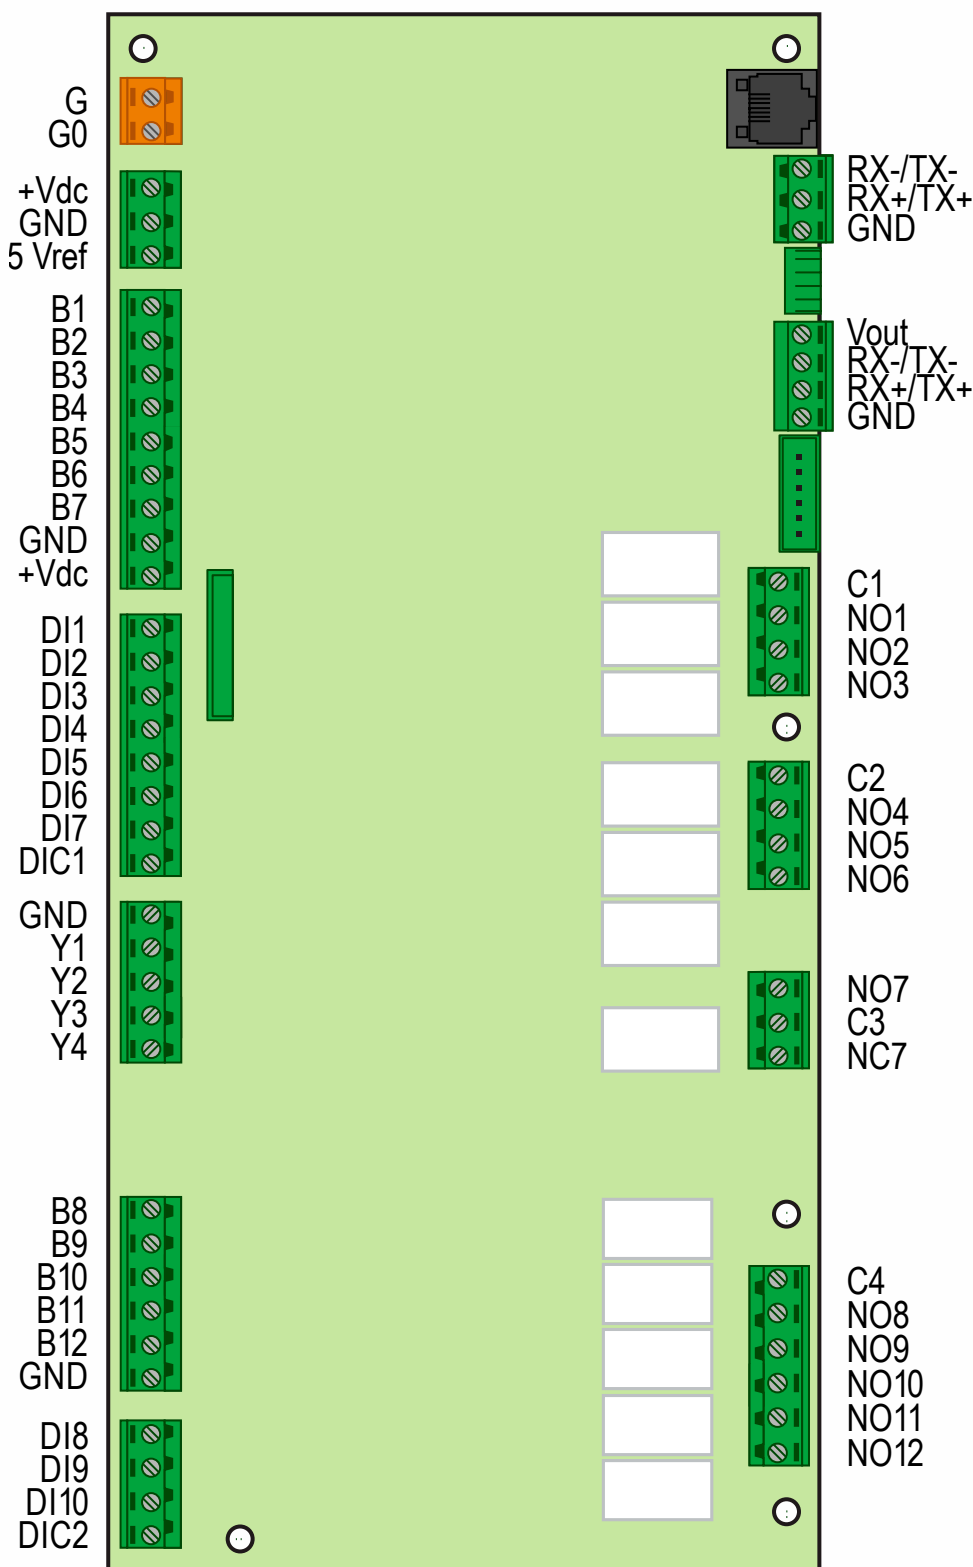 G
G0
+Vdc
GND
5 Vref
B1
B2
B3
B4
B5
B6
B7
GND
+Vdc
DI1
DI2
DI3
DI4
DI5
DI6
DI7
DIC1
GND
Y1
Y2
Y3
Y4
B8
B9
B10
B11
B12
GND
DI8
DI9
DI10
DIC2
RX-/TX-
RX+/TX+
GND
Vout
RX-/TX-
RX+/TX+
GND
C1
NO1
NO2
NO3
C2
NO4
NO5
NO6
NO7
C3
NC7
C4
NO8
NO9
NO10
NO11
NO12